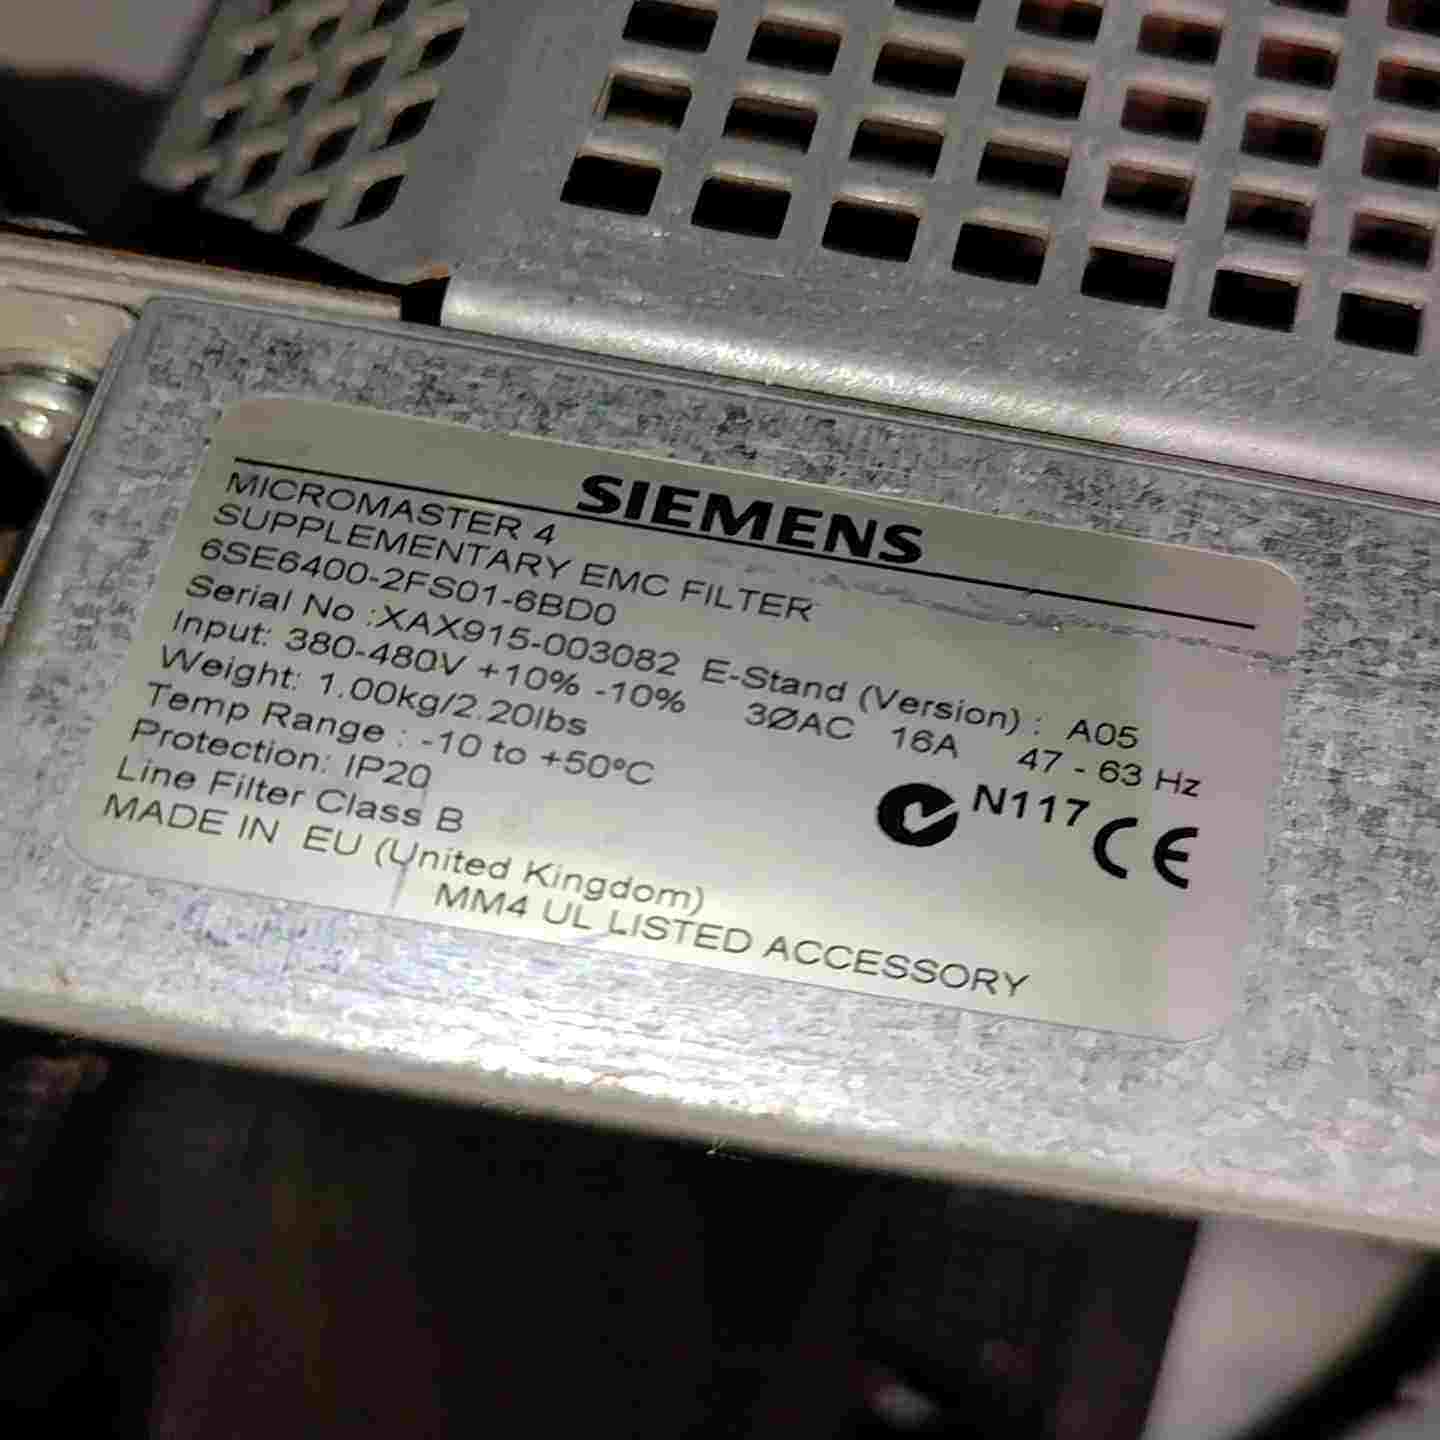 SIEMENS
MICROMASTER 4
SUPPLEMENTARY EMC FILTER
6SE6400-2FS01-6BD0
Serial No :XAX915-003082 E-Stand (Version) : A05
Input: 380-480V +10% -10% 3ØAC 16A 47 - 63 Hz
Weight: 1.00kg/2.20lbs
Temp Range : -10 to +50°C
Protection: IP20
Line Filter Class B
N117 CE
MADE IN EU (United Kingdom)
MM4 UL LISTED ACCESSORY